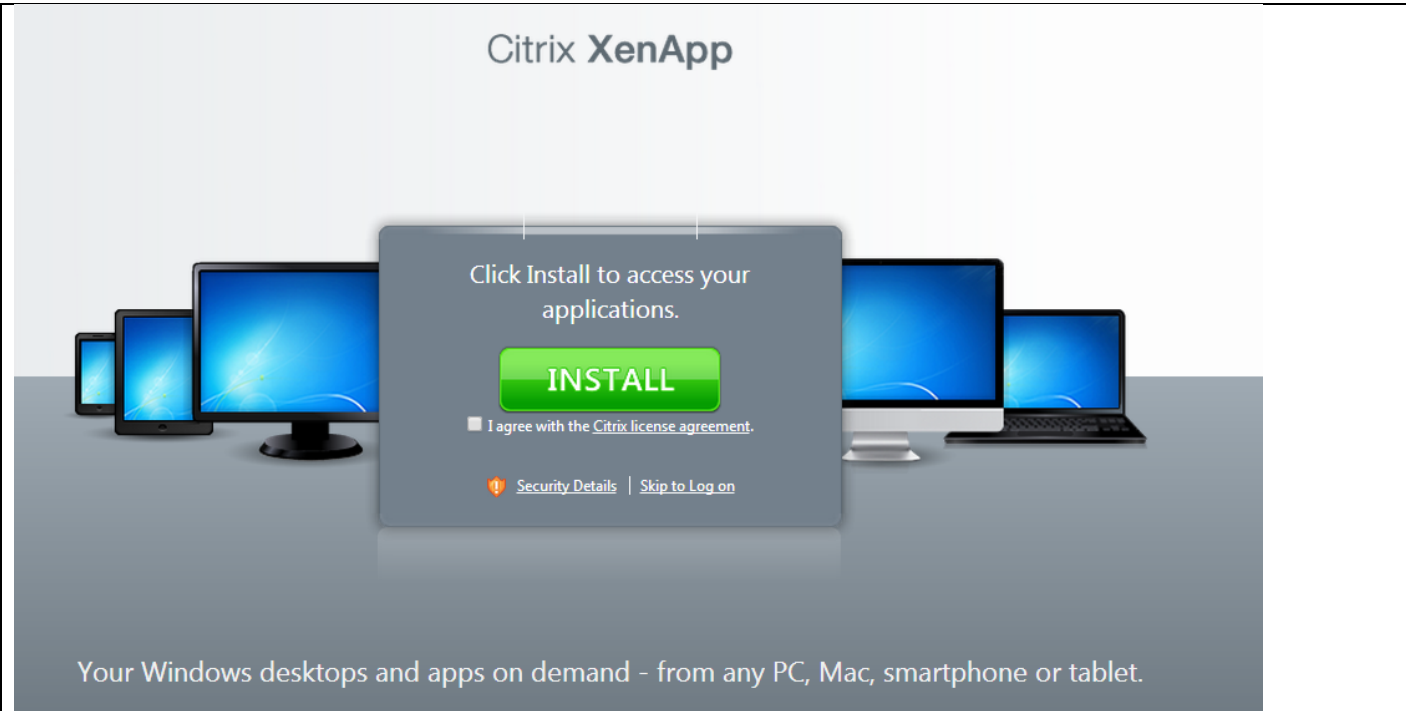 Citrix XenApp
Click Install to access your
applications.
INSTALL
I agree with the Citrix license agreement.
Security Details | Skip to Log on
Your Windows desktops and apps on demand - from any PC, Mac, smartphone or tablet.